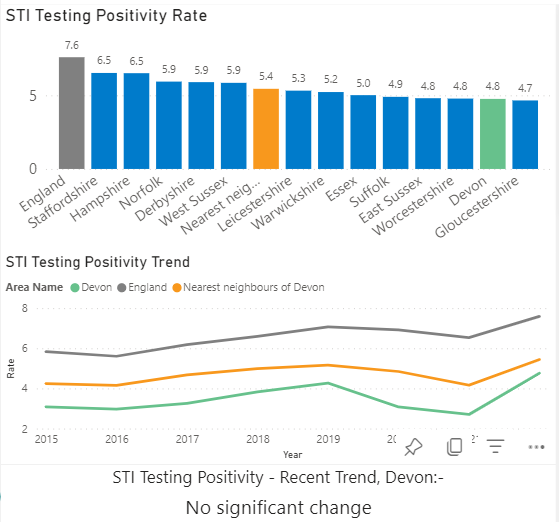 STI Testing Positivity Rate
7.6 6.5 6.5 5.9 5.9 5.9 5.4 5.3 5.2 5.0 4.9 4.8 4.8 4.8 4.7
5
0
England Staffordshire Hampshire Norfolk Derbyshire West Sussex Nearest neig... Leicestershire Warwickshire Essex Suffolk East Sussex Worcestershire Devon Gloucestershire
STI Testing Positivity Trend
Area Name Devon England Nearest neighbours of Devon
8
6
4
2
Rate
2015 2016 2017 2018 2019
Year
STI Testing Positivity - Recent Trend, Devon:-
No significant change